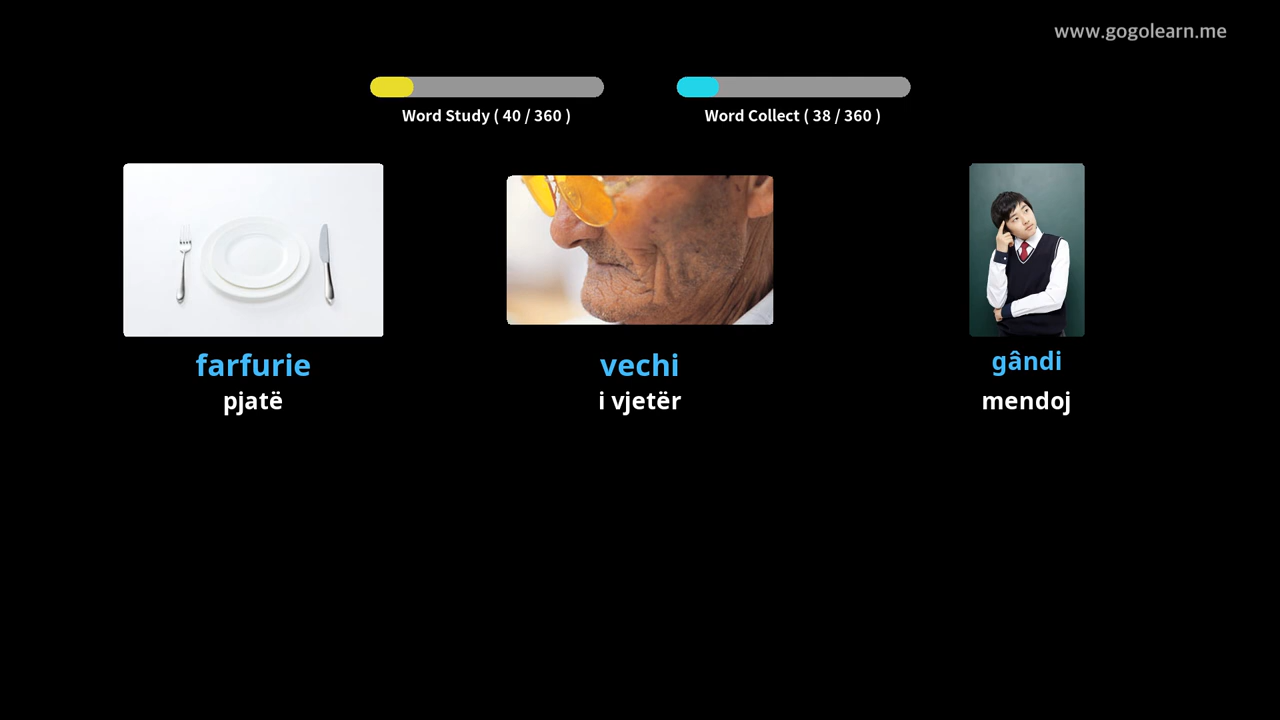 www.gogolearn.me
Word Study ( 40 / 360 )
Word Collect ( 38 / 360 )
farfurie
pjatë
vechi
i vjetër
gândi
mendoj